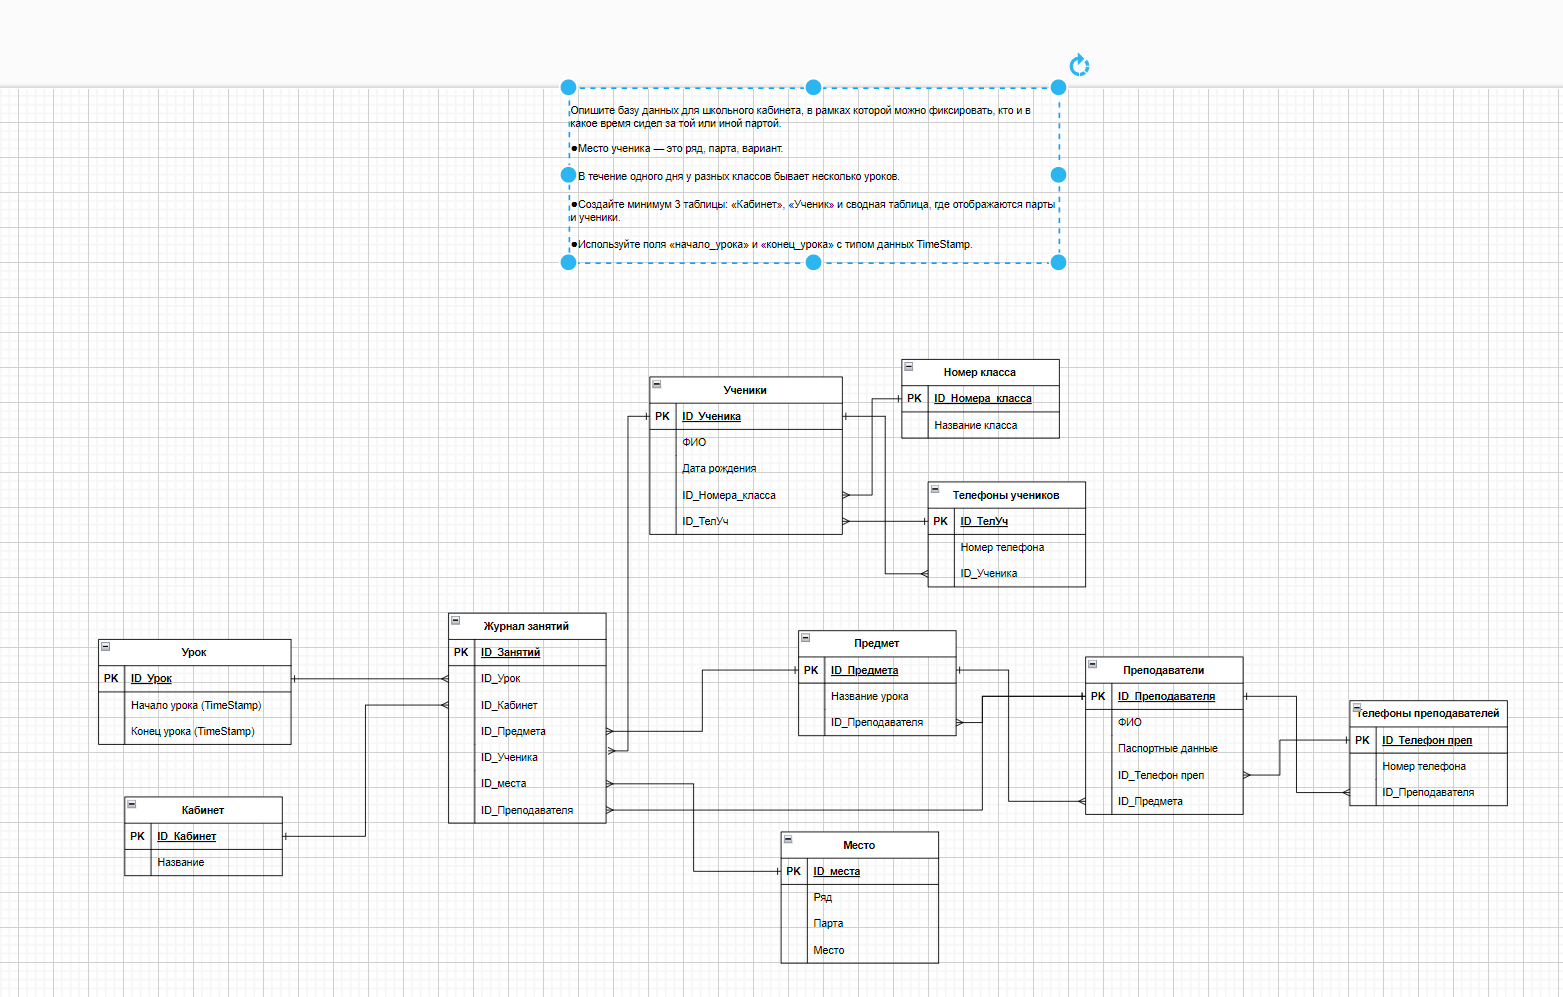 Опишите базу данных для школьного кабинета, в рамках которой можно фиксировать, кто и в
какое время сидел за той или иной партой.
●Место ученика — это ряд, парта, вариант.
В течение одного дня у разных классов бывает несколько уроков.
●Создайте минимум 3 таблицы: «Кабинет», «Ученик» и сводная таблица, где отображаются парты
и ученики.
●Используйте поля «начало_урока» и «конец_урока» с типом данных TimeStamp.
Ученики
PK ID_Ученика
ФИО
Дата рождения
ID_Номера_класса
ID_ТелУч
Номер класса
PK ID_Номера_класса
Название класса
Телефоны учеников
PK ID_ТелУч
Номер телефона
ID_Ученика
Урок
PK ID_Урок
Начало урока (TimeStamp)
Конец урока (TimeStamp)
Кабинет
PK ID_Кабинет
Название
Журнал занятий
PK ID_Занятий
ID_Урок
ID_Кабинет
ID_Предмета
ID_Ученика
ID_места
ID_Преподавателя
Предмет
PK ID_Предмета
Название урока
ID_Преподавателя
Место
PK ID_места
Ряд
Парта
Место
Преподаватели
PK ID_Преподавателя
ФИО
Паспортные данные
ID_Телефон преп
ID_Предмета
Телефоны преподавателей
PK ID_Телефон преп
Номер телефона
ID_Преподавателя